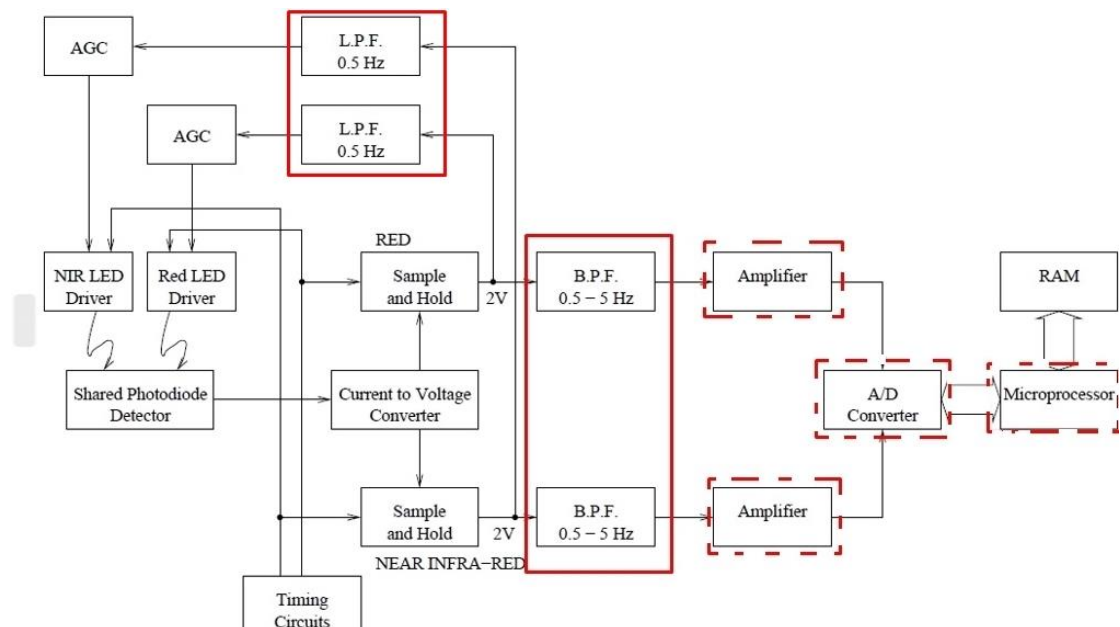 AGC
L.P.F.
0.5 Hz
AGC
L.P.F.
0.5 Hz
RED
NIR LED
Driver
Red LED
Driver
Sample
and Hold
2V
B.P.F.
0.5 − 5 Hz
Amplifier
RAM
Shared Photodiode
Detector
Current to Voltage
Converter
A/D
Converter
Microprocessor
Sample
and Hold
2V
B.P.F.
0.5 − 5 Hz
Amplifier
NEAR INFRA−RED
Timing
Circuits